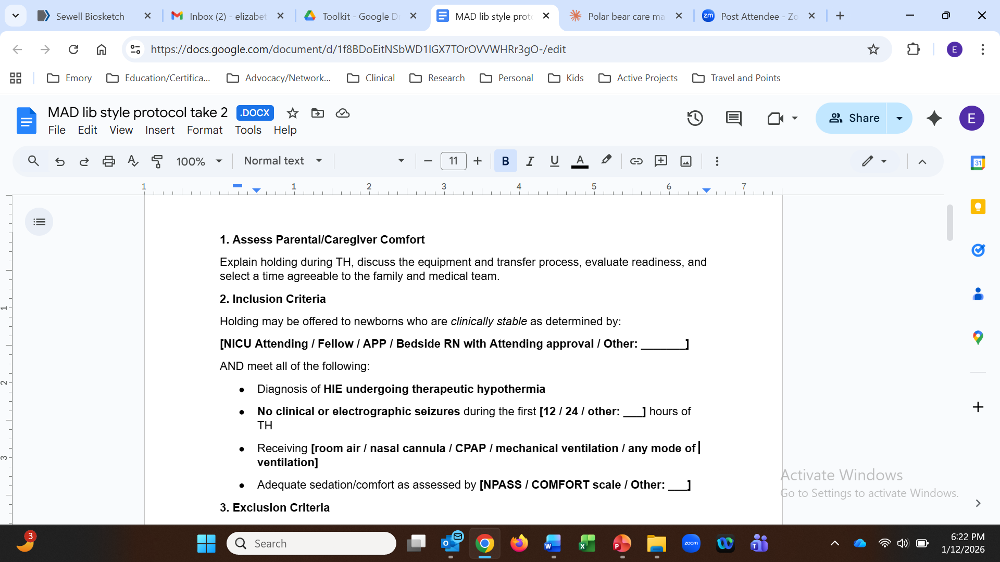 Sewell Biosketch
Inbox (2) - elizabet
Toolkit - Google D
MAD lib style prot
Polar bear care ma
Post Attendee - Zo
https://docs.google.com/document/d/1f8BDoEitNSbWD1lGX7TOrOVVWHRr3gO-/edit
E
Emory
Education/Certifica...
Advocacy/Network...
Clinical
Research
Personal
Kids
Active Projects
Travel and Points
MAD lib style protocol take 2
.DOCX
File Edit View Insert Format Tools Help
Share
E
100%
Normal text
11
B I U A
31
1 1 2 3 4 5 6 7
1. Assess Parental/Caregiver Comfort
Explain holding during TH, discuss the equipment and transfer process, evaluate readiness, and
select a time agreeable to the family and medical team.
2. Inclusion Criteria
Holding may be offered to newborns who are clinically stable as determined by:
[NICU Attending / Fellow / APP / Bedside RN with Attending approval / Other: _______]
AND meet all of the following:
● Diagnosis of HIE undergoing therapeutic hypothermia
● No clinical or electrographic seizures during the first [12 / 24 / other: ___] hours of
TH
● Receiving [room air / nasal cannula / CPAP / mechanical ventilation / any mode of
ventilation]
● Adequate sedation/comfort as assessed by [NPASS / COMFORT scale / Other: ___]
3. Exclusion Criteria
1
2
3
Activate Windows
Go to Settings to activate Windows.
3
Search
zoom
6:22 PM
1/12/2026